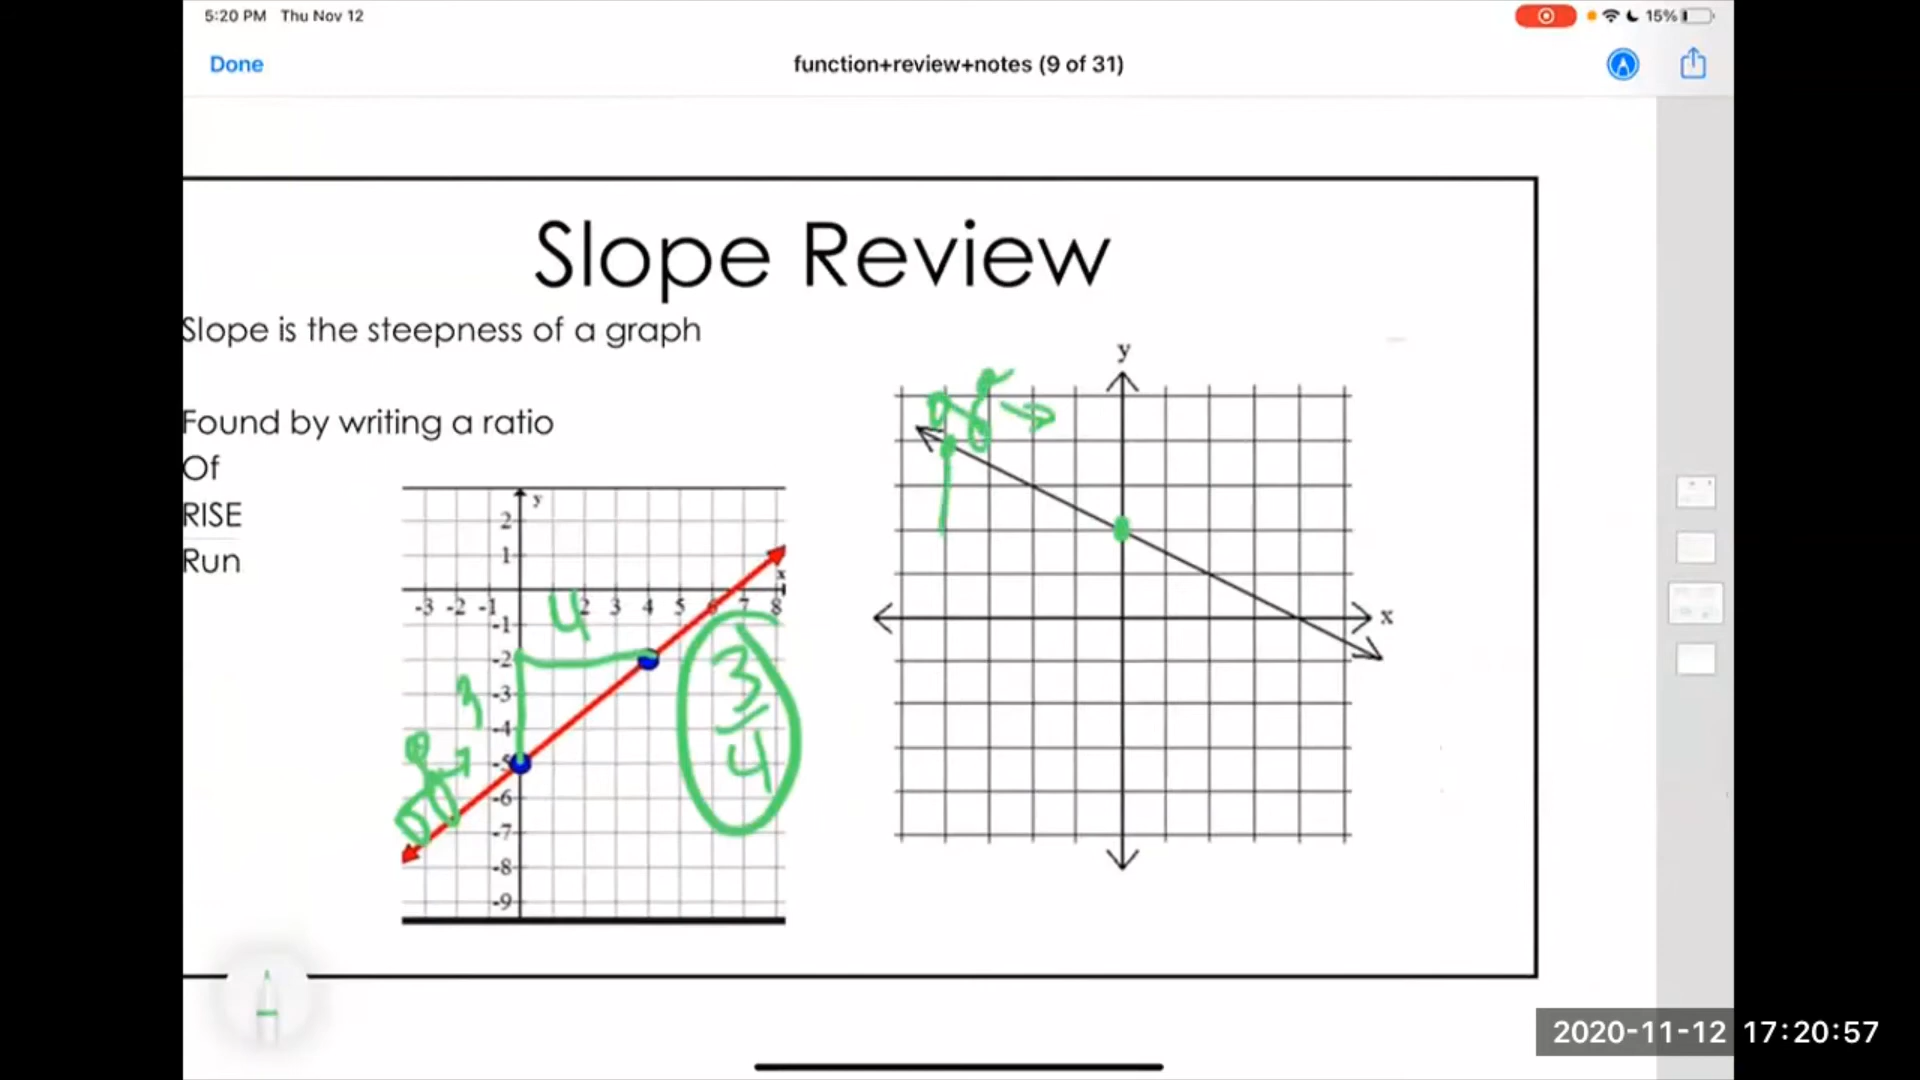 5:20 PM Thu Nov 12
15%
Done
function+review+notes (9 of 31)
Slope Review
Slope is the steepness of a graph
Found by writing a ratio
Of
RISE
Run
y
2
1
x
-3 -2 -1 2 3 4 5 6 7 8
4
-1
-2
-3
3
-4
-5
-6
-7
-8
-9
3
4
y
x
2020-11-12 17:20:57